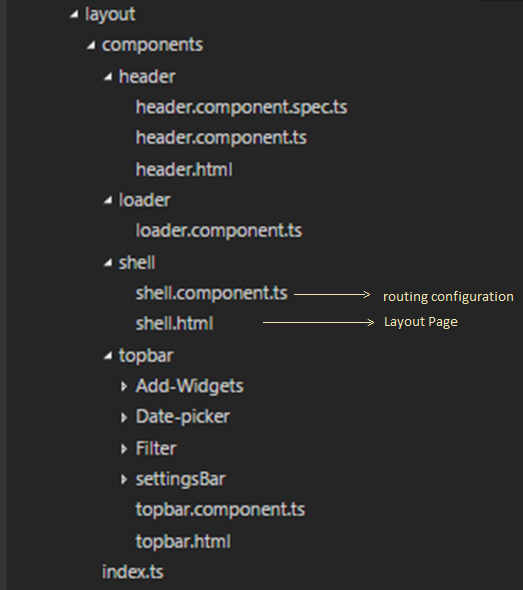 layout
components
header
header.component.spec.ts
header.component.ts
header.html
loader
loader.component.ts
shell
shell.component.ts routing configuration
shell.html Layout Page
topbar
Add-Widgets
Date-picker
Filter
settingsBar
topbar.component.ts
topbar.html
index.ts